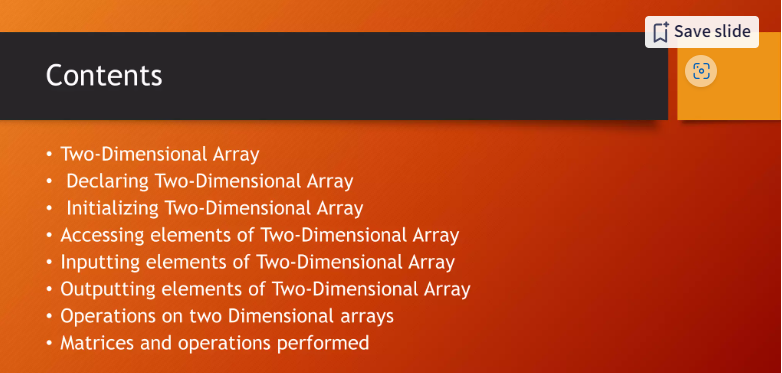 Save slide
Contents
• Two-Dimensional Array
• Declaring Two-Dimensional Array
• Initializing Two-Dimensional Array
• Accessing elements of Two-Dimensional Array
• Inputting elements of Two-Dimensional Array
• Outputting elements of Two-Dimensional Array
• Operations on two Dimensional arrays
• Matrices and operations performed